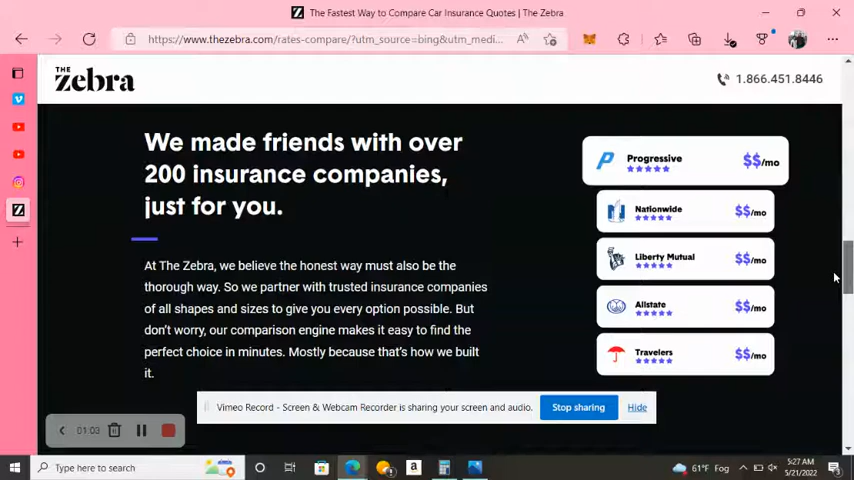 The Fastest Way to Compare Car Insurance Quotes | The Zebra
https://www.thezebra.com/rates-compare/?utm_source=bing&utm_medi...
THE
Zebra
1.866.451.8446
We made friends with over
200 insurance companies,
just for you.
At The Zebra, we believe the honest way must also be the
thorough way. So we partner with trusted insurance companies
of all shapes and sizes to give you every option possible. But
don't worry, our comparison engine makes it easy to find the
perfect choice in minutes. Mostly because that's how we built
it.
Progressive $$/mo
Nationwide $$/mo
Liberty Mutual $$/mo
Allstate $$/mo
Travelers $$/mo
Vimeo Record - Screen & Webcam Recorder is sharing your screen and audio. Stop sharing Hide
01:03
Type here to search
61°F Fog
5:27 AM
5/21/2022